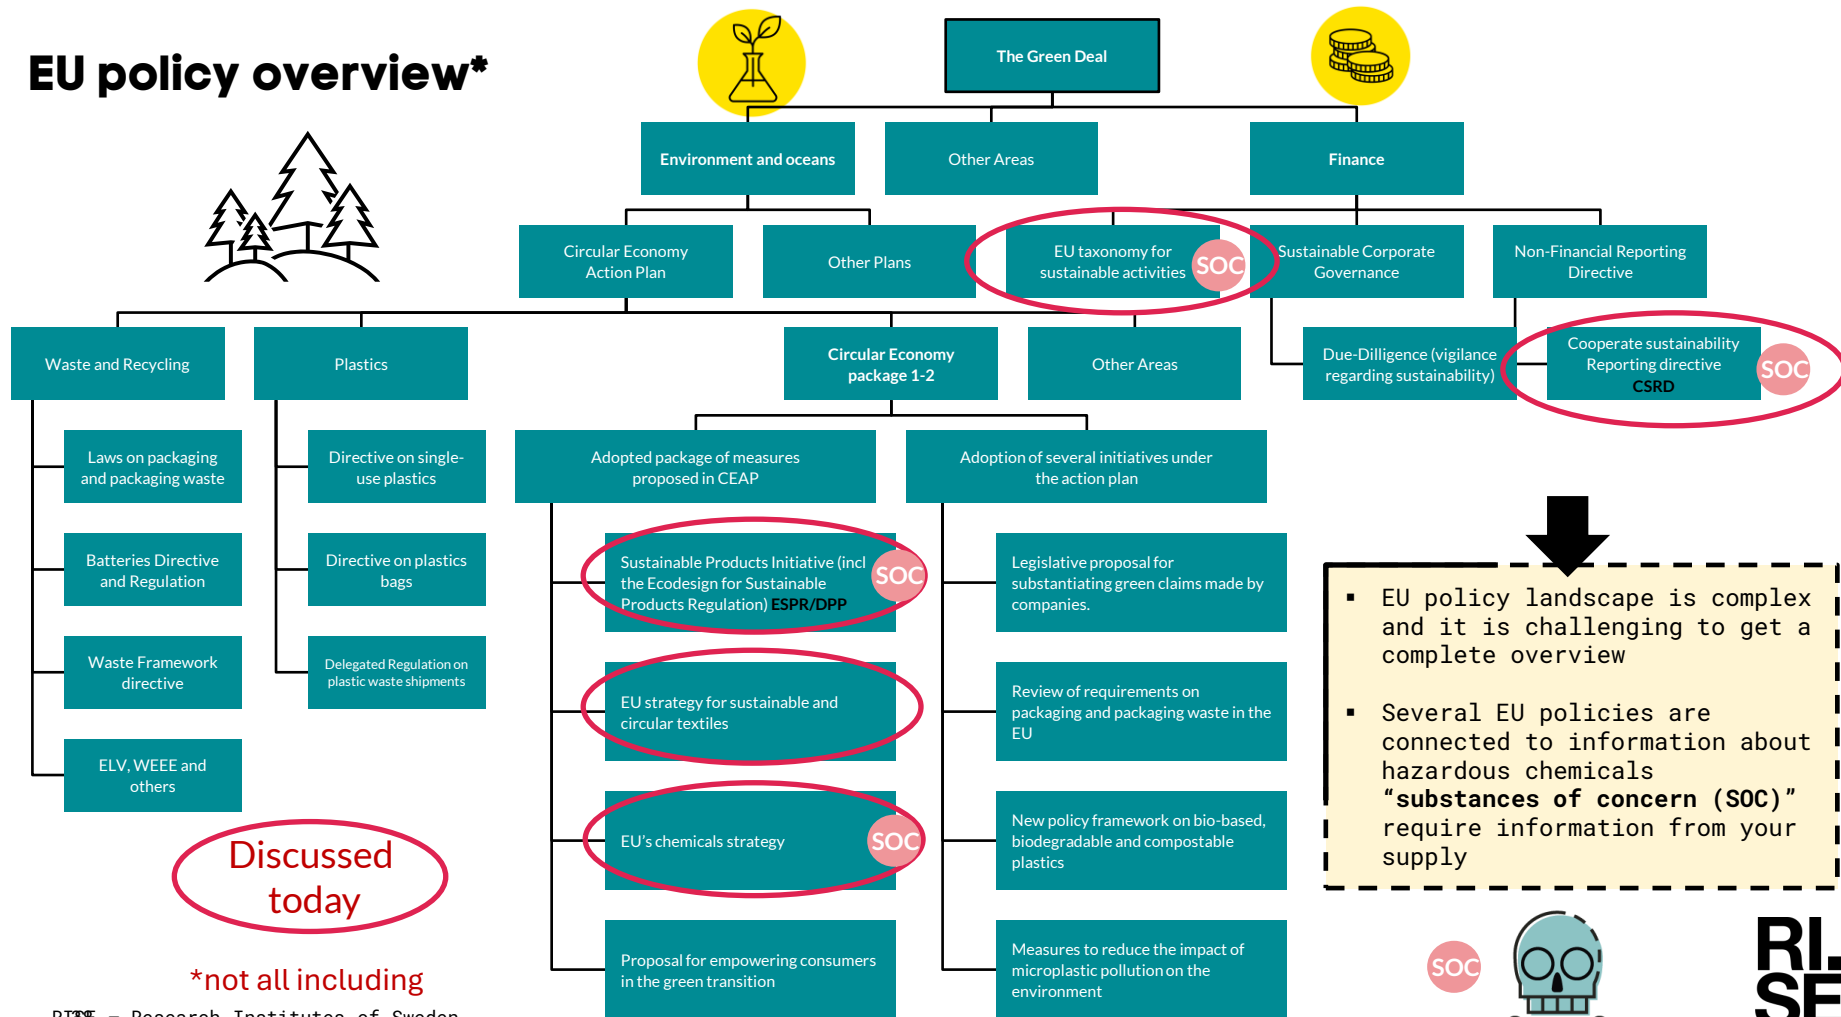 EU policy overview*
The Green Deal
Environment and oceans
Other Areas
Finance
Circular Economy
Action Plan
Other Plans
EU taxonomy for
sustainable activities
SOC
Sustainable Corporate
Governance
Non-Financial Reporting
Directive
Waste and Recycling
Plastics
Circular Economy
package 1-2
Other Areas
Due-Dilligence (vigilance
regarding sustainability)
Cooperate sustainability
Reporting directive
CSRD
SOC
Laws on packaging
and packaging waste
Batteries Directive
and Regulation
Waste Framework
directive
ELV, WEEE and
others
Directive on single-
use plastics
Directive on plastics
bags
Delegated Regulation on
plastic waste shipments
Adopted package of measures
proposed in CEAP
Sustainable Products Initiative (incl
the Ecodesign for Sustainable
Products Regulation) ESPR/DPP
SOC
EU strategy for sustainable and
circular textiles
EU's chemicals strategy
SOC
Proposal for empowering consumers
in the green transition
Adoption of several initiatives under
the action plan
Legislative proposal for
substantiating green claims made by
companies.
Review of requirements on
packaging and packaging waste in the
EU
New policy framework on bio-based,
biodegradable and compostable
plastics
Measures to reduce the impact of
microplastic pollution on the
environment
▪ EU policy landscape is complex
and it is challenging to get a
complete overview
▪ Several EU policies are
connected to information about
hazardous chemicals
“substances of concern (SOC)”
require information from your
supply
Discussed
today
*not all including
– Research Institutes of Sweden
SOC
RI.
SE